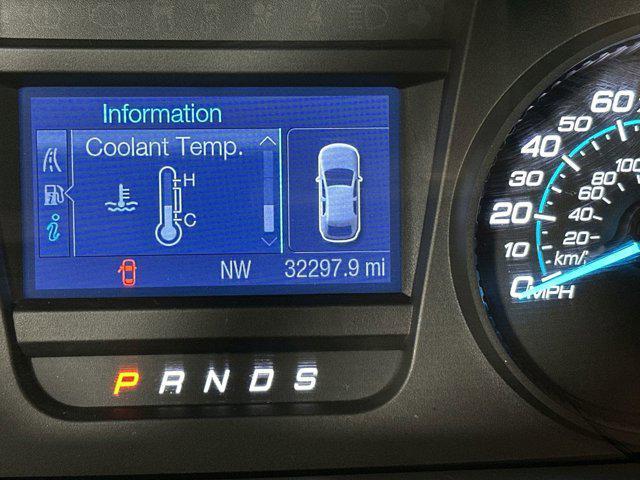 Information
Coolant Temp.
H
C
i
NW 32297.9 mi
P R N D S
60
50
40
30
20
10
0
MPH
100
80
60
40
20
km/